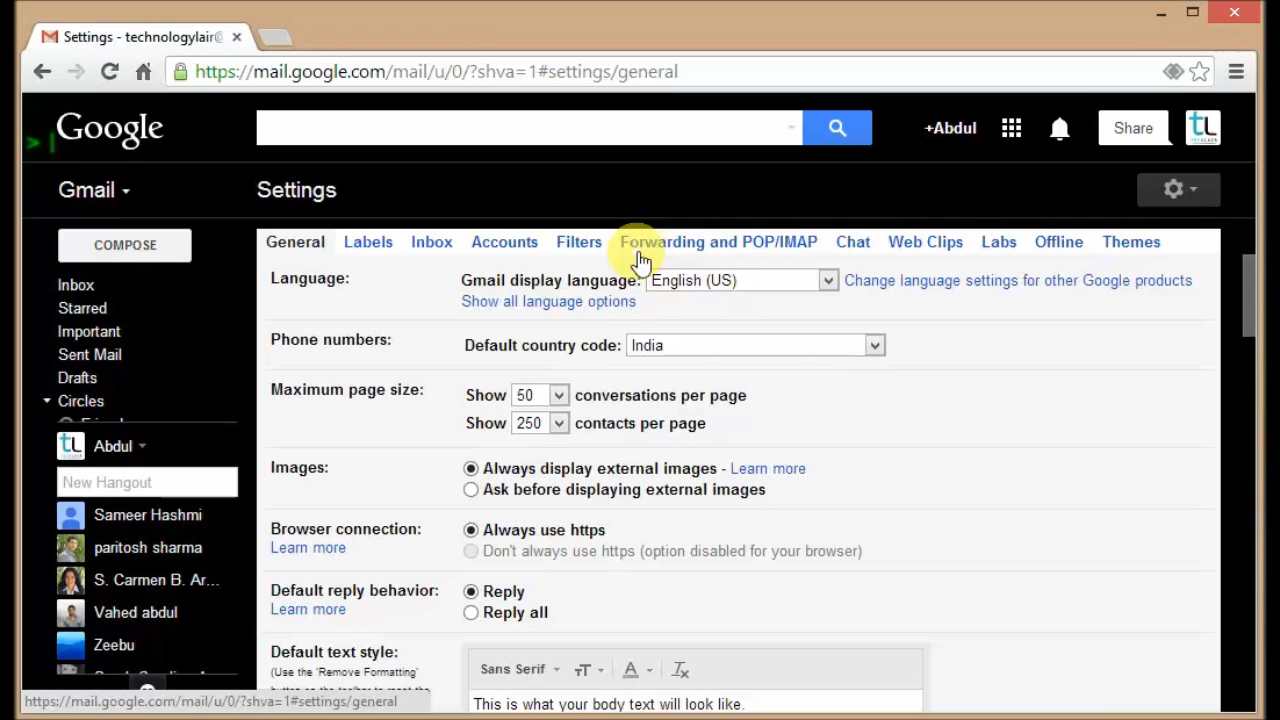 Settings - technologylair@
https://mail.google.com/mail/u/0/?shva=1#settings/general
> |
Google
+Abdul
Share
tL
Gmail
Settings
COMPOSE
General Labels Inbox Accounts Filters Forwarding and POP/IMAP Chat Web Clips Labs Offline Themes
Inbox
Starred
Important
Sent Mail
Drafts
Circles
Language:
Gmail display language: English (US) Change language settings for other Google products
Show all language options
Phone numbers:
Default country code: India
Maximum page size:
Show 50 conversations per page
Show 250 contacts per page
tL
Abdul
New Hangout
Sameer Hashmi
paritosh sharma
S. Carmen B. Ar...
Vahed abdul
Zeebu
Images:
Always display external images - Learn more
Ask before displaying external images
Browser connection:
Learn more
Always use https
Don't always use https (option disabled for your browser)
Default reply behavior:
Learn more
Reply
Reply all
Default text style:
(Use the 'Remove Formatting'
Sans Serif
This is what your body text will look like.
https://mail.google.com/mail/u/0/?shva=1#settings/general